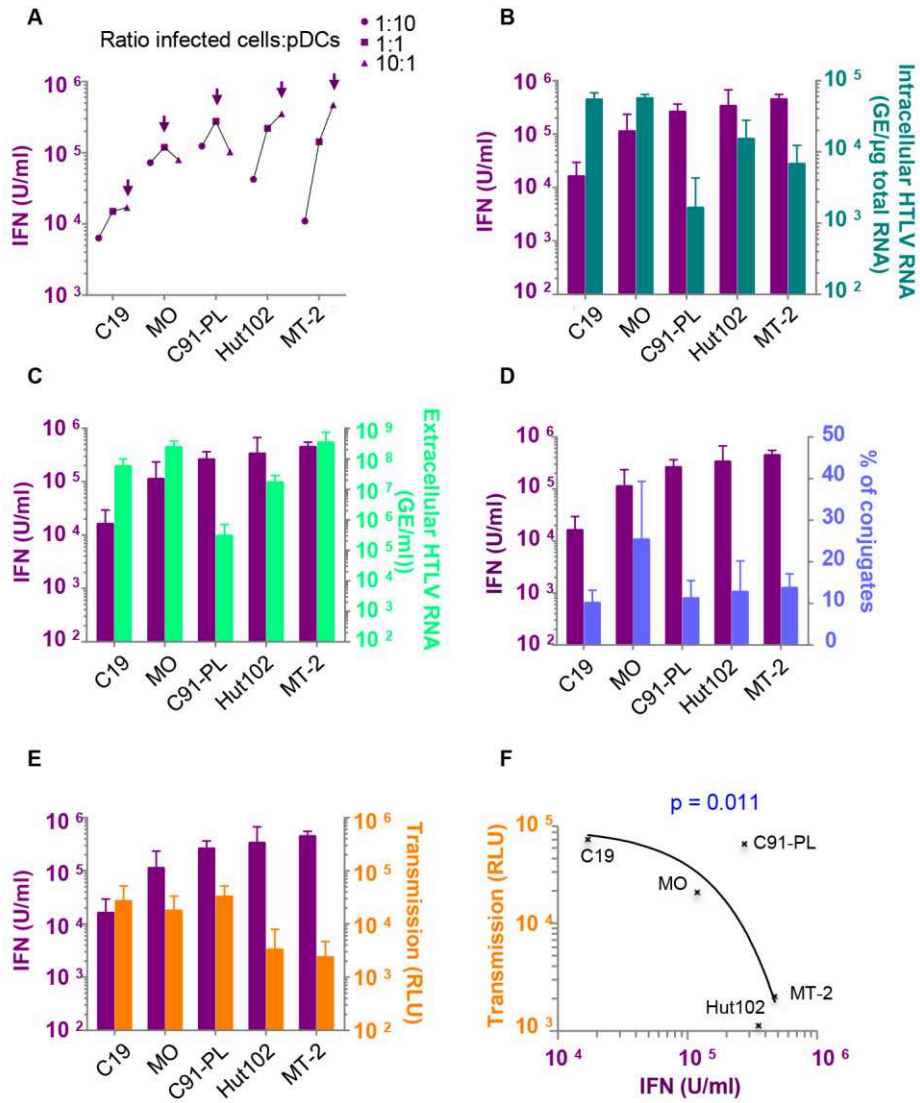 A
Ratio infected cells:pDCs
1:10
1:1
10:1
IFN (U/ml)
10 6
10 5
10 4
10 3
C19
MO
C91-PL
Hut102
MT-2
B
IFN (U/ml)
10 6
10 5
10 4
10 3
10 2
10 5
10 4
10 3
10 2
Intracellular HTLV RNA
(GE/µg total RNA)
C19
MO
C91-PL
Hut102
MT-2
C
IFN (U/ml)
10 6
10 5
10 4
10 3
10 2
10 9
10 8
10 7
10 6
10 5
10 4
10 3
10 2
Extracellular HTLV RNA
(GE/ml))
C19
MO
C91-PL
Hut102
MT-2
D
IFN (U/ml)
10 6
10 5
10 4
10 3
10 2
50
40
30
20
10
0
% of conjugates
C19
MO
C91-PL
Hut102
MT-2
E
IFN (U/ml)
10 6
10 5
10 4
10 3
10 2
10 6
10 5
10 4
10 3
10 2
Transmission (RLU)
C19
MO
C91-PL
Hut102
MT-2
F
p = 0.011
Transmission (RLU)
10 5
10 4
10 3
C19
MO
C91-PL
Hut102
MT-2
10 4
10 5
10 6
IFN (U/ml)